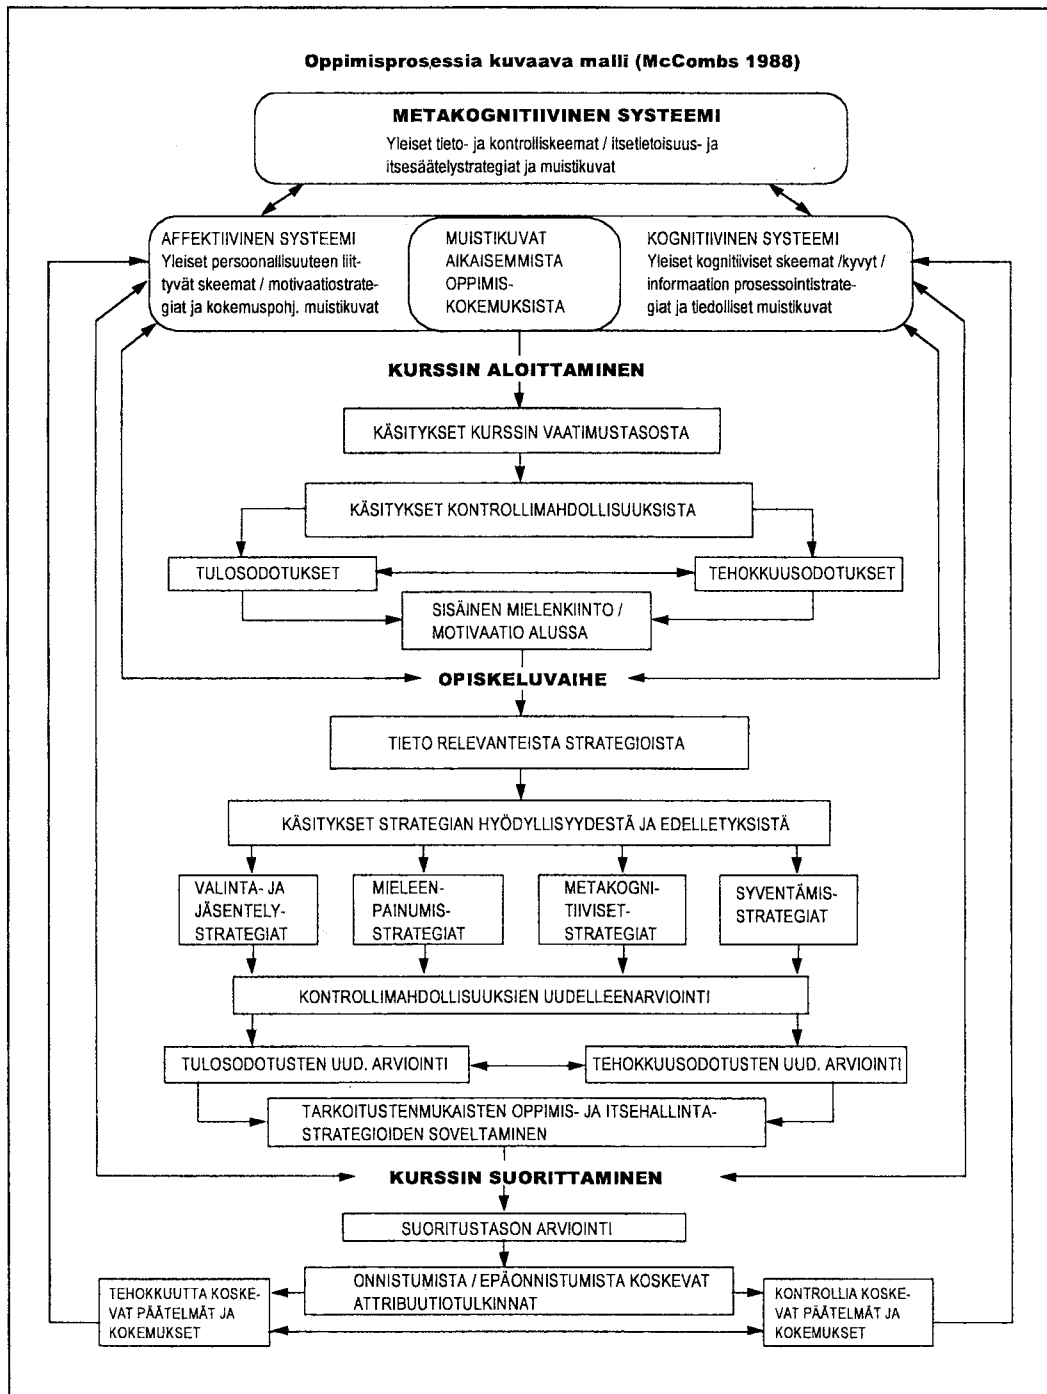 Oppimisprosessia kuvaava malli (McCombs 1988)
METAKOGNITIIVINEN SYSTEEMI
Yleiset tieto- ja kontrolliskeemat / itsetietoisuus- ja
itsesäätelystrategiat ja muistikuvat
AFFEKTIIVINEN SYSTEEMI
Yleiset persoonallisuuteen liit-
tyvät skeemat / motivaatiostrate-
giat ja kokemuspohj. muistikuvat
MUISTIKUVAT
AIKAISEMMISTA
OPPIMIS-
KOKEMUKSISTA
KOGNITIIVINEN SYSTEEMI
Yleiset kognitiiviset skeemat /kyvyt /
informaation prosessointistrate-
giat ja tiedolliset muistikuvat
KURSSIN ALOITTAMINEN
KÄSITYKSET KURSSIN VAATIMUSTASOSTA
KÄSITYKSET KONTROLLIMAHDOLLISUUKSISTA
TULOSODOTUKSET
TEHOKKUUSODOTUKSET
SISÄINEN MIELENKIINTO /
MOTIVAATIO ALUSSA
OPISKELUVAIHE
TIETO RELEVANTEISTA STRATEGIOISTA
KÄSITYKSET STRATEGIAN HYÖDYLLISYYDESTÄ JA EDELLETYKSISTÄ
VALINTA- JA
JÄSENTELY-
STRATEGIAT
MIELEEN-
PAINUMIS-
STRATEGIAT
METAKOGNI-
TIIVISET-
STRATEGIAT
SYVENTÄMIS-
STRATEGIAT
KONTROLLIMAHDOLLISUUKSIEN UUDELLEENARVIOINTI
TULOSODOTUSTEN UUD. ARVIOINTI
TEHOKKUUSODOTUSTEN UUD. ARVIOINTI
TARKOITUSTENMUKAISTEN OPPIMIS- JA ITSEHALLINTA-
STRATEGIOIDEN SOVELTAMINEN
KURSSIN SUORITTAMINEN
SUORITUSTASON ARVIOINTI
ONNISTUMISTA / EPÄONNISTUMISTA KOSKEVAT
ATTRIBUUTIOTULKINNAT
TEHOKKUUTTA KOSKE-
VAT PÄÄTELMÄT JA
KOKEMUKSET
KONTROLLIA KOSKE-
VAT PÄÄTELMÄT JA
KOKEMUKSET